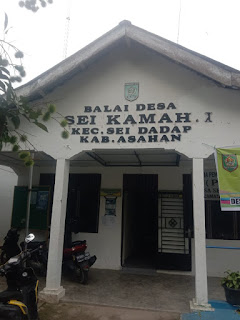 BALAI DESA
SEI KAMAH.I
KEC.SEI DADAP
KAB.ASAHAN